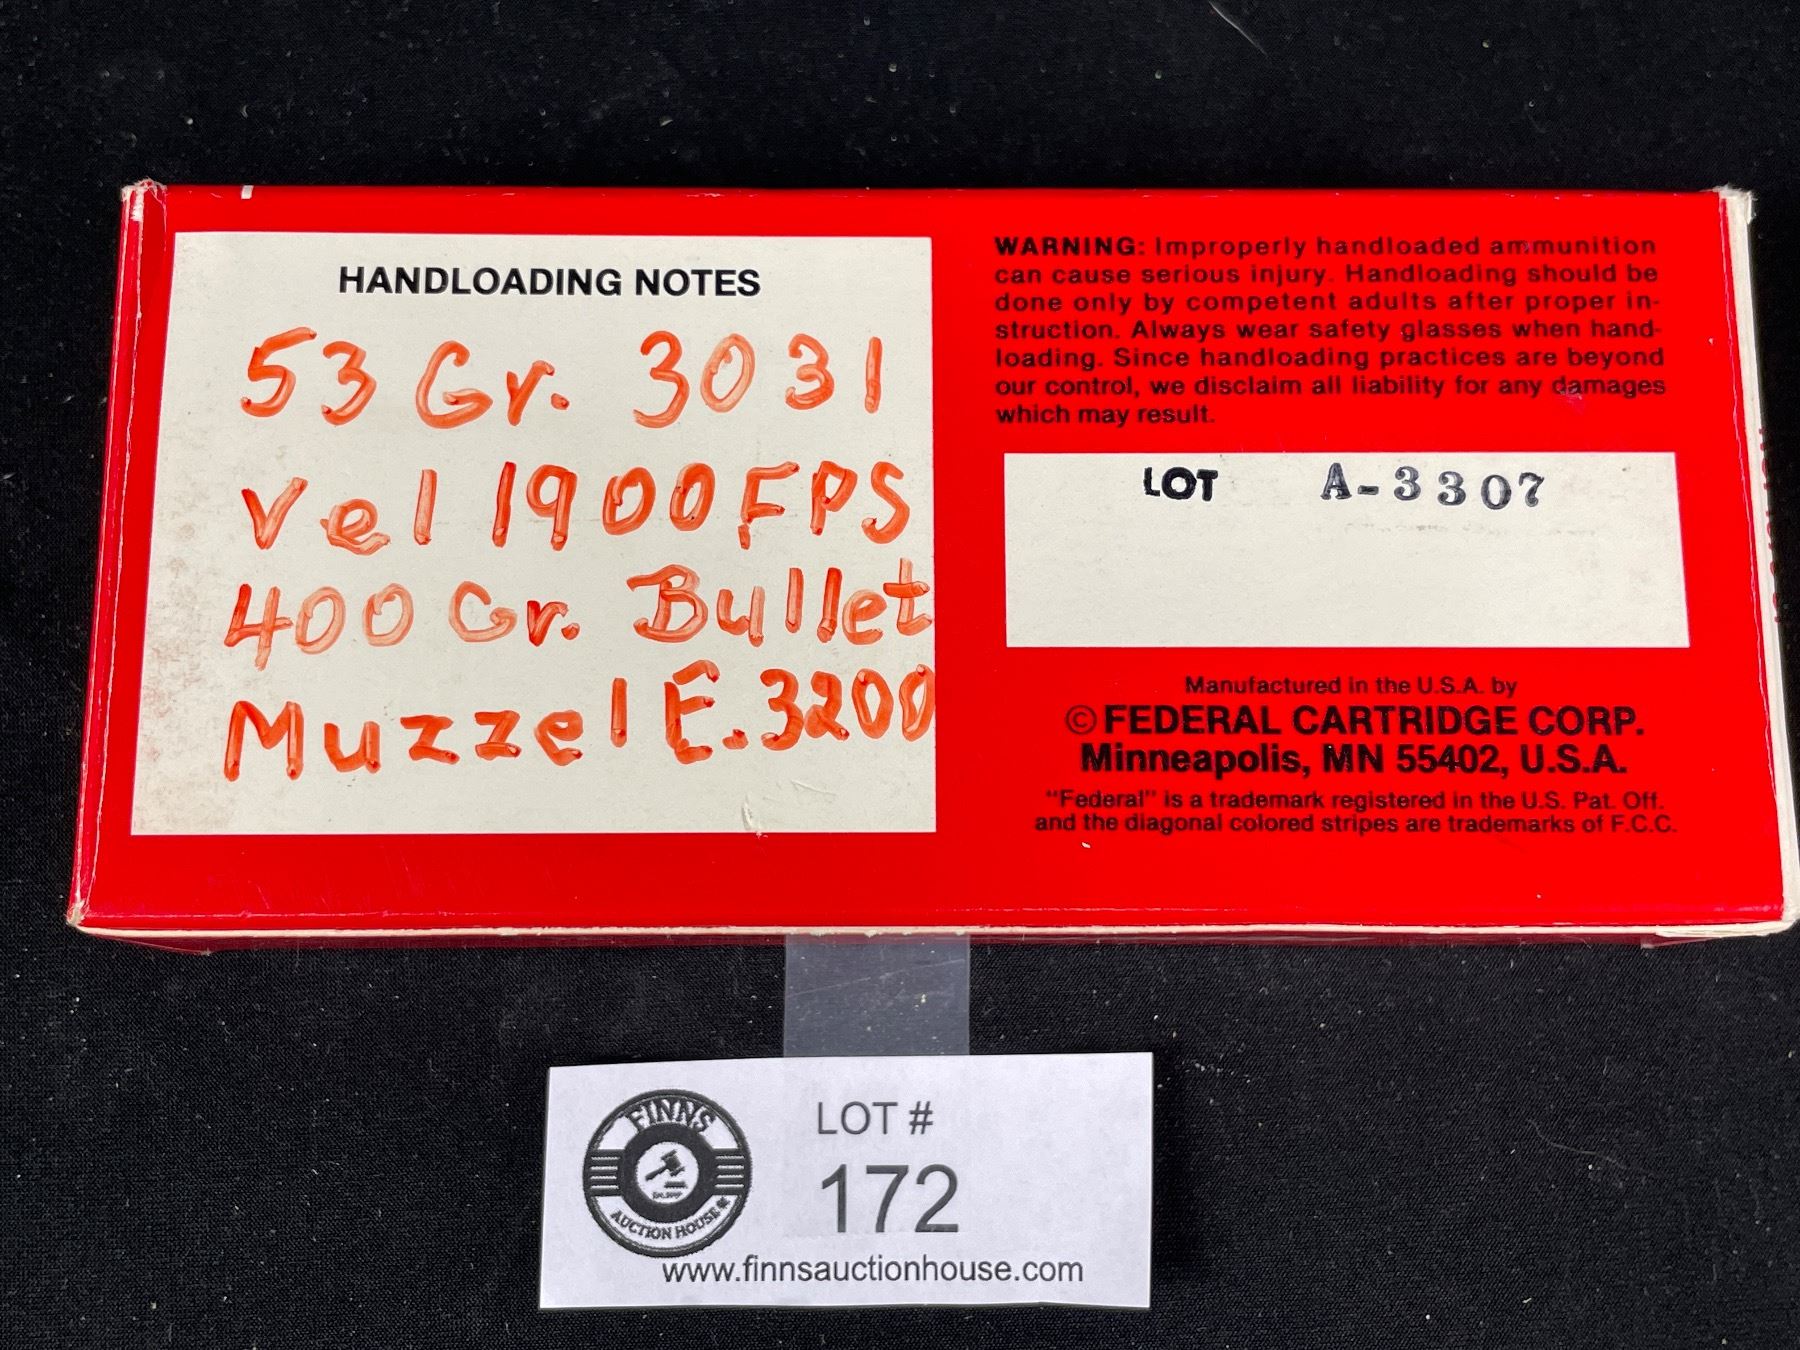 HANDLOADING NOTES
53 Gr. 3031
Vel 1900 FPS
400 Gr. Bullet
Muzzel E. 3200
WARNING: Improperly handloaded ammunition
can cause serious injury. Handloading should be
done only by competent adults after proper in-
struction. Always wear safety glasses when hand-
loading. Since handloading practices are beyond
our control, we disclaim all liability for any damages
which may result.
LOT A-3307
Manufactured in the U.S.A. by
© FEDERAL CARTRIDGE CORP.
Minneapolis, MN 55402, U.S.A.
"Federal" is a trademark registered in the U.S. Pat. Off.
and the diagonal colored stripes are trademarks of F.C.C.
FINNS
AUCTION HOUSE
LOT #
172
www.finnsauctionhouse.com